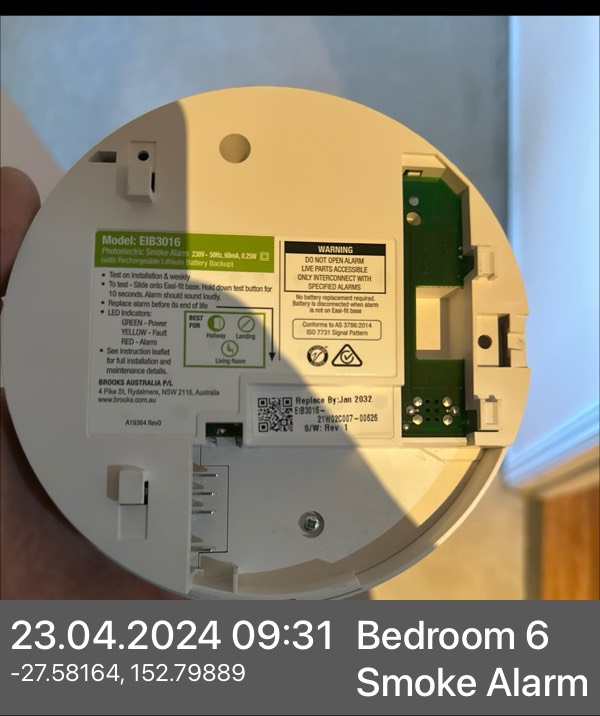 Model: EIB3016
Photoelectric Smoke Alarm 230V~ 50Hz, 60mA, 0.25W
(with Rechargeable Lithium Battery Backup)
• Test on installation & weekly
• To test - Slide onto Easi-fit base. Hold down test button for
10 seconds. Alarm should sound loudly.
• Replace alarm before its end of life
• LED Indicators:
GREEN - Power
YELLOW - Fault
RED - Alarm
• See instruction leaflet
for full installation and
maintenance details.
BEST
FOR
Hallway
Landing
Living Room
BROOKS AUSTRALIA P/L
4 Pike St, Rydalmere, NSW 2116, Australia
www.brooks.com.au
A19364 Rev0
WARNING
DO NOT OPEN ALARM
LIVE PARTS ACCESSIBLE
ONLY INTERCONNECT WITH
SPECIFIED ALARMS
No battery replacement required.
Battery is disconnected when alarm
is not on Easi-fit base
Conforms to AS 3786:2014
ISO 7731 Signal Pattern
Replace By:Jan 2032
EIB3016-
21W02C007-00626
S/W: Rev 1
23.04.2024 09:31
-27.58164, 152.79889
Bedroom 6
Smoke Alarm